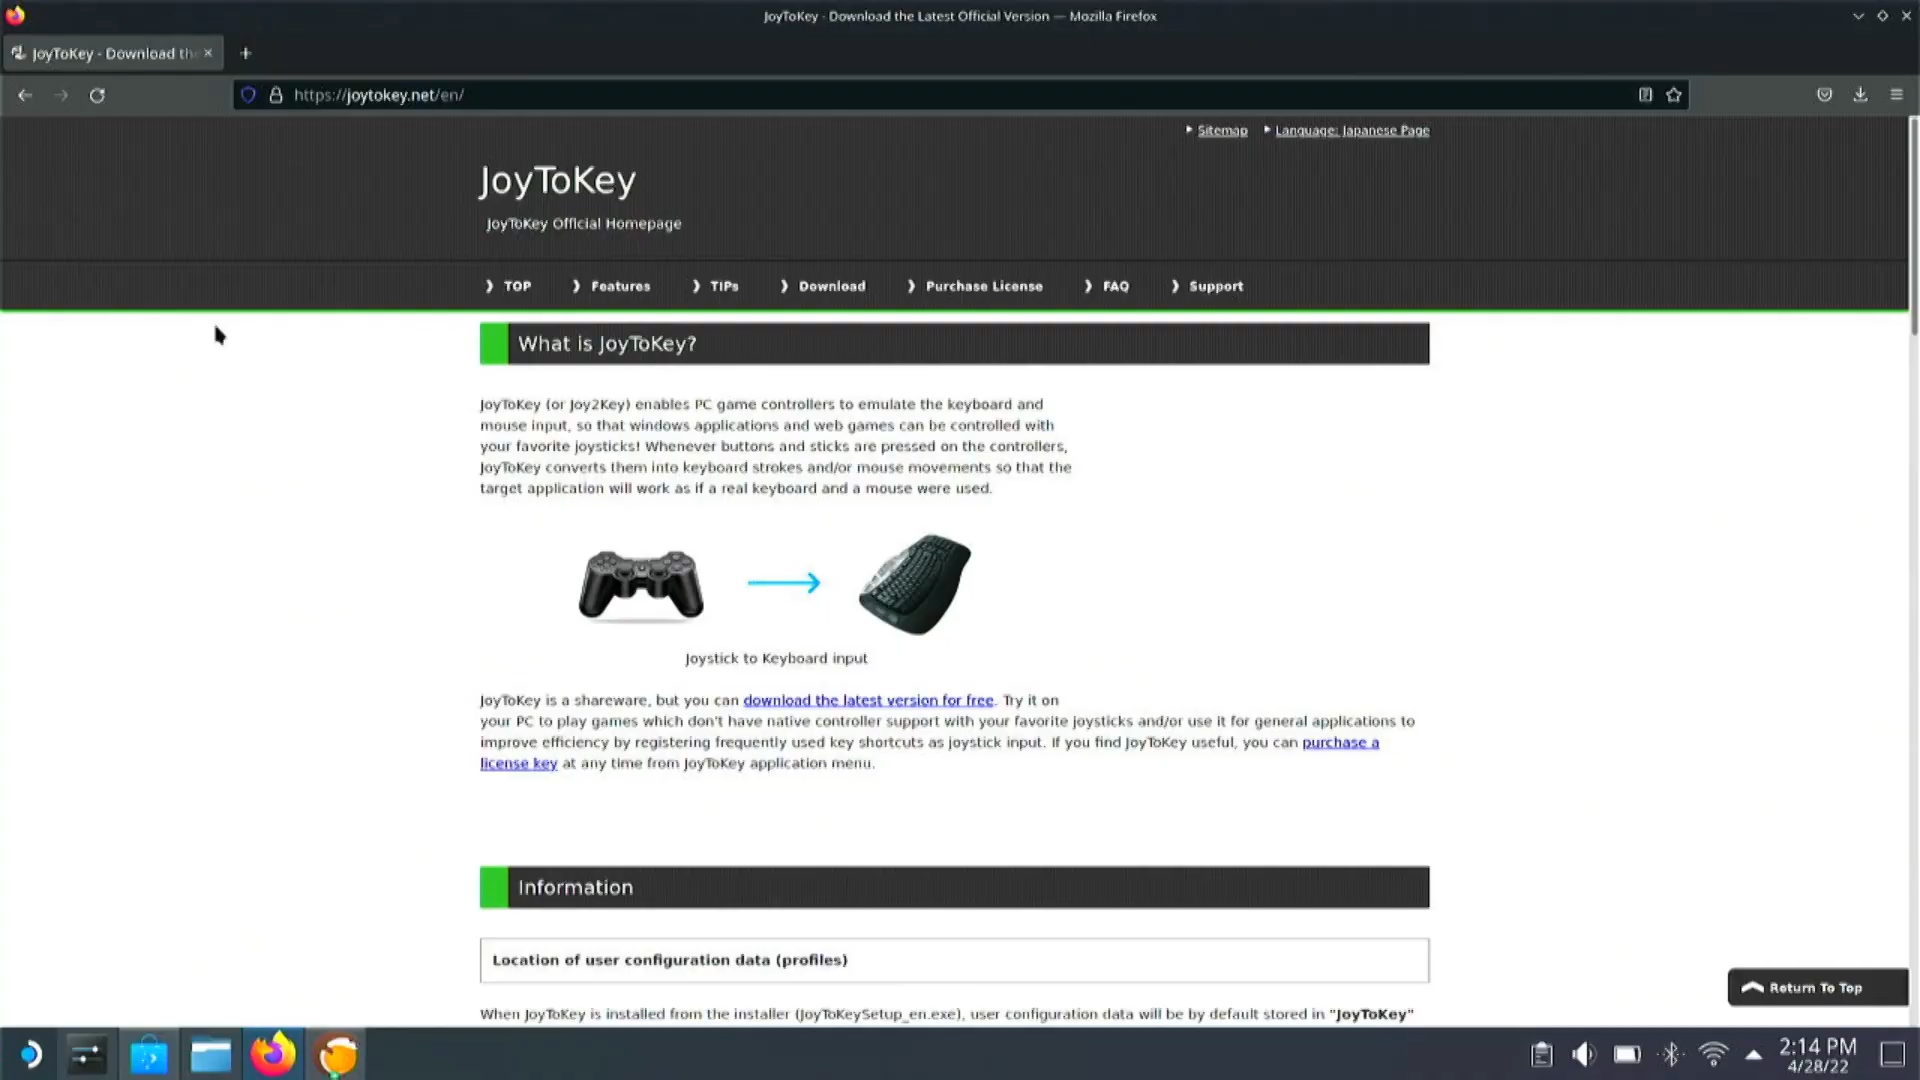 JoyToKey - Download the Latest Official Version — Mozilla Firefox
JoyToKey - Download th
https://joytokey.net/en/
Sitemap Language: Japanese Page
JoyToKey
JoyToKey Official Homepage
TOP Features TIPs Download Purchase License FAQ Support
What is JoyToKey?
JoyToKey (or Joy2Key) enables PC game controllers to emulate the keyboard and
mouse input, so that windows applications and web games can be controlled with
your favorite joysticks! Whenever buttons and sticks are pressed on the controllers,
JoyToKey converts them into keyboard strokes and/or mouse movements so that the
target application will work as if a real keyboard and a mouse were used.
Joystick to Keyboard input
JoyToKey is a shareware, but you can download the latest version for free. Try it on
your PC to play games which don't have native controller support with your favorite joysticks and/or use it for general applications to
improve efficiency by registering frequently used key shortcuts as joystick input. If you find JoyToKey useful, you can purchase a
license key at any time from JoyToKey application menu.
Information
Location of user configuration data (profiles)
Return To Top
When JoyToKey is installed from the installer (JoyToKeySetup_en.exe), user configuration data will be by default stored in "JoyToKey"
2:14 PM
4/28/22